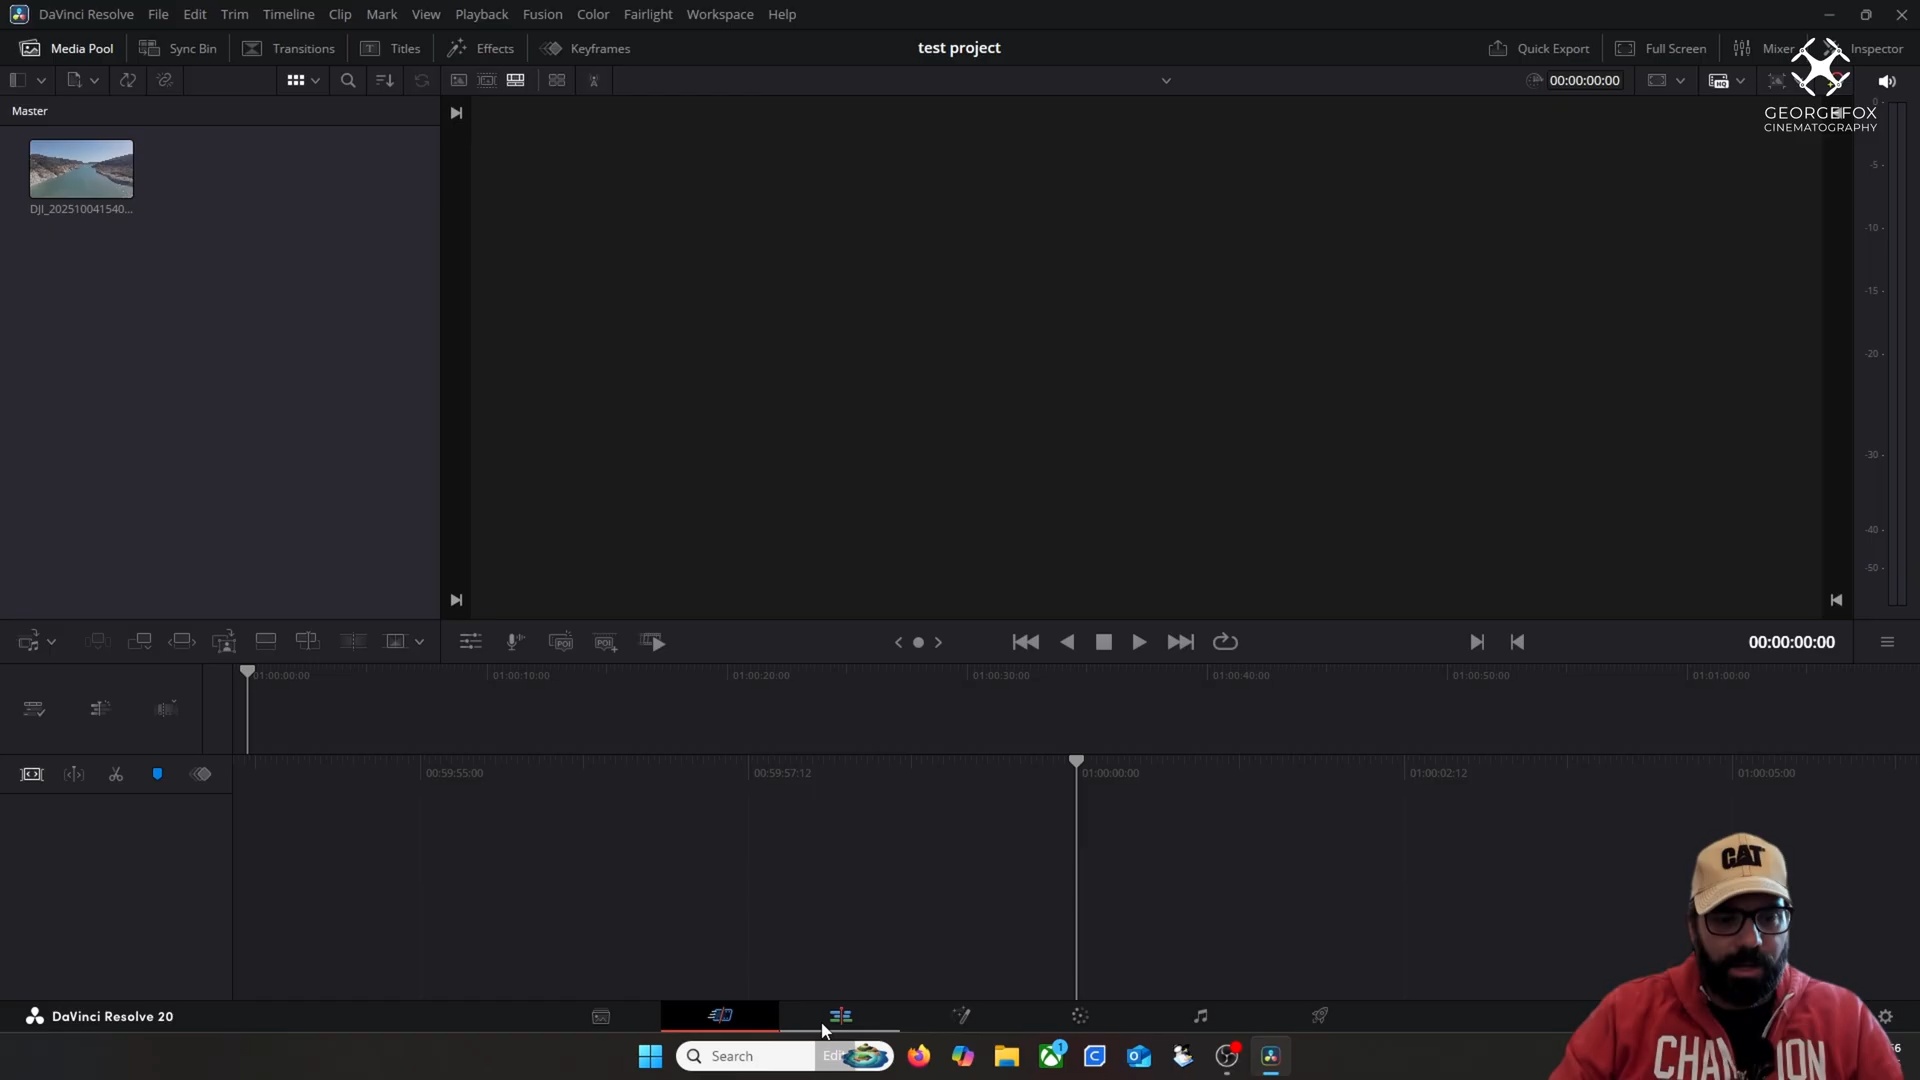 DaVinci Resolve File Edit Trim Timeline Clip Mark View Playback Fusion Color Fairlight Workspace Help
Media Pool Sync Bin Transitions Titles Effects Keyframes test project Quick Export Full Screen Mixer Inspector
00:00:00:00
GEORGEFOX
CINEMATOGRAPHY
Master
DJI_202510041540...
0
-5
-10
-15
-20
-30
-40
-50
POI POI 00:00:00:00
01:00:00:00 01:00:10:00 01:00:20:00 01:00:30:00 01:00:40:00 01:00:50:00 01:01:00:00
00:59:55:00 00:59:57:12 01:00:00:00 01:00:02:12 01:00:05:00
CAT
DaVinci Resolve 20
Search
1
CHAMPION